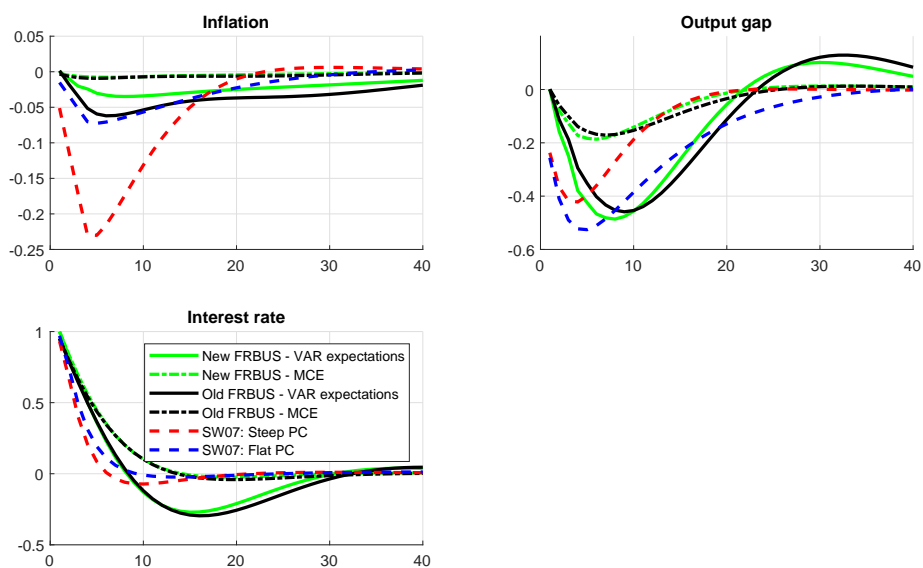 Inflation
0.05
0
-0.05
-0.1
-0.15
-0.2
-0.25
0 10 20 30 40
Output gap
0
-0.2
-0.4
-0.6
0 10 20 30 40
Interest rate
1
0.5
0
-0.5
0 10 20 30 40
New FRBUS - VAR expectations
New FRBUS - MCE
Old FRBUS - VAR expectations
Old FRBUS - MCE
SW07: Steep PC
SW07: Flat PC